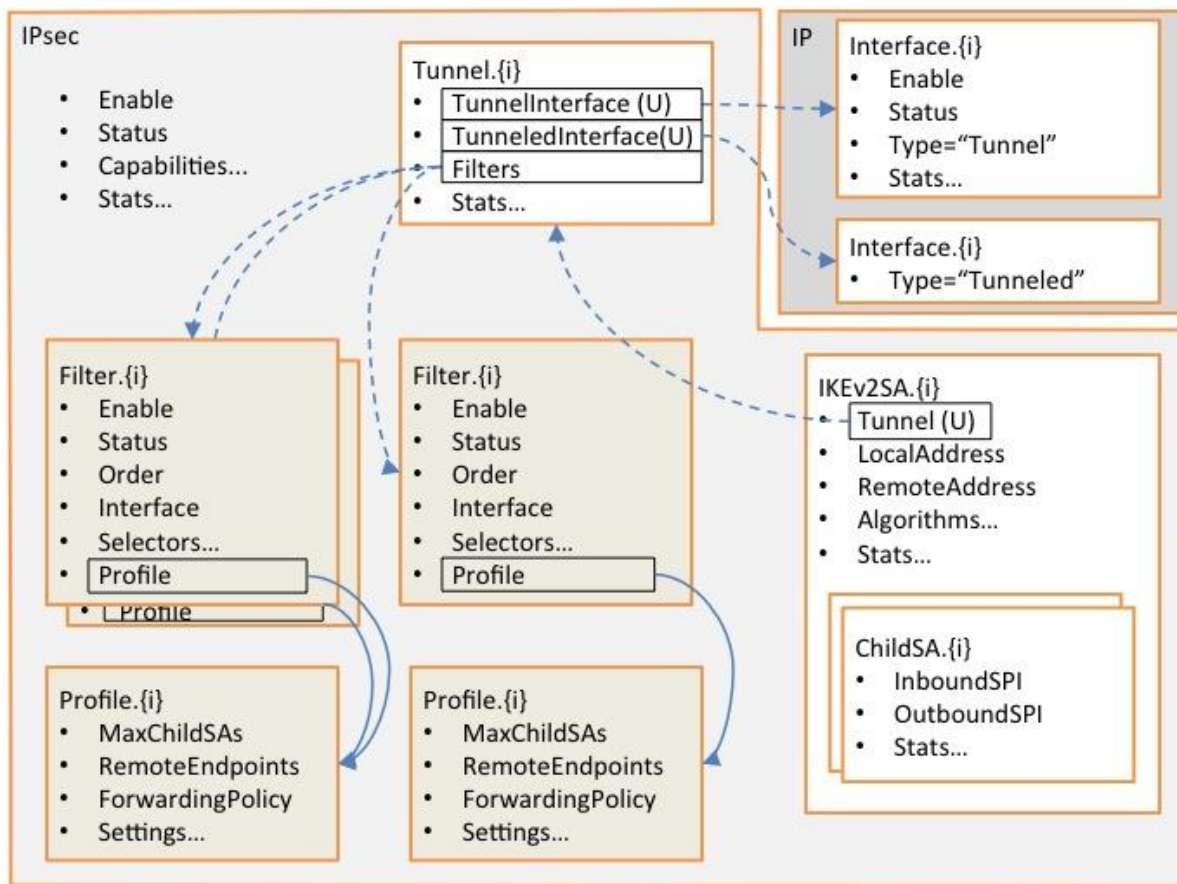 IPsec
• Enable
• Status
• Capabilities...
• Stats...
Tunnel.{i}
• TunnelInterface (U)
• TunneledInterface(U)
• Filters
• Stats...
IP
Interface.{i}
• Enable
• Status
• Type=“Tunnel”
• Stats...
Interface.{i}
• Type=“Tunneled”
Filter.{i}
• Enable
• Status
• Order
• Interface
• Selectors...
• Profile
• Profile
Filter.{i}
• Enable
• Status
• Order
• Interface
• Selectors...
• Profile
IKEv2SA.{i}
• Tunnel (U)
• LocalAddress
• RemoteAddress
• Algorithms...
• Stats...
ChildSA.{i}
• InboundSPI
• OutboundSPI
• Stats...
Profile.{i}
• MaxChildSAs
• RemoteEndpoints
• ForwardingPolicy
• Settings...
Profile.{i}
• MaxChildSAs
• RemoteEndpoints
• ForwardingPolicy
• Settings...